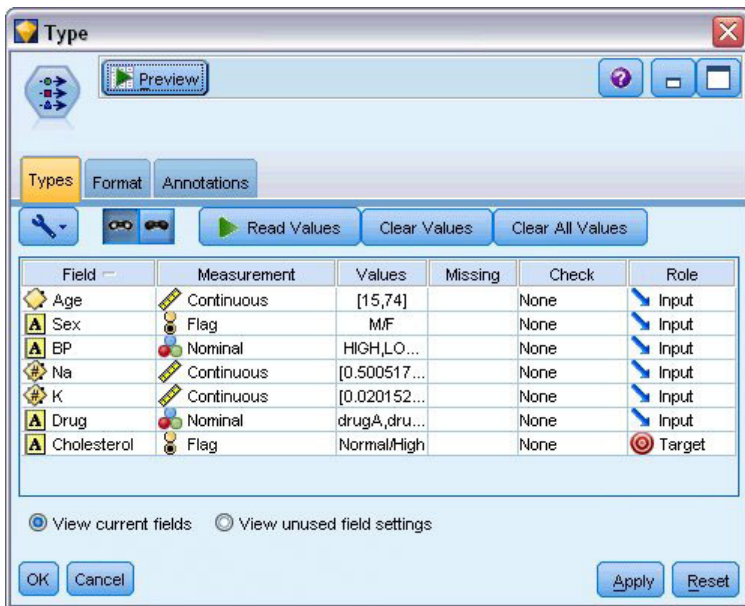 Type
Preview
Types Format Annotations
Read Values Clear Values Clear All Values
Field Measurement Values Missing Check Role
Age Continuous [15,74] None Input
A Sex Flag M/F None Input
A BP Nominal HIGH,LO... None Input
# Na Continuous [0.500517... None Input
# K Continuous [0.020152... None Input
A Drug Nominal drugA,dru... None Input
A Cholesterol Flag Normal/High None Target
View current fields View unused field settings
OK Cancel Apply Reset